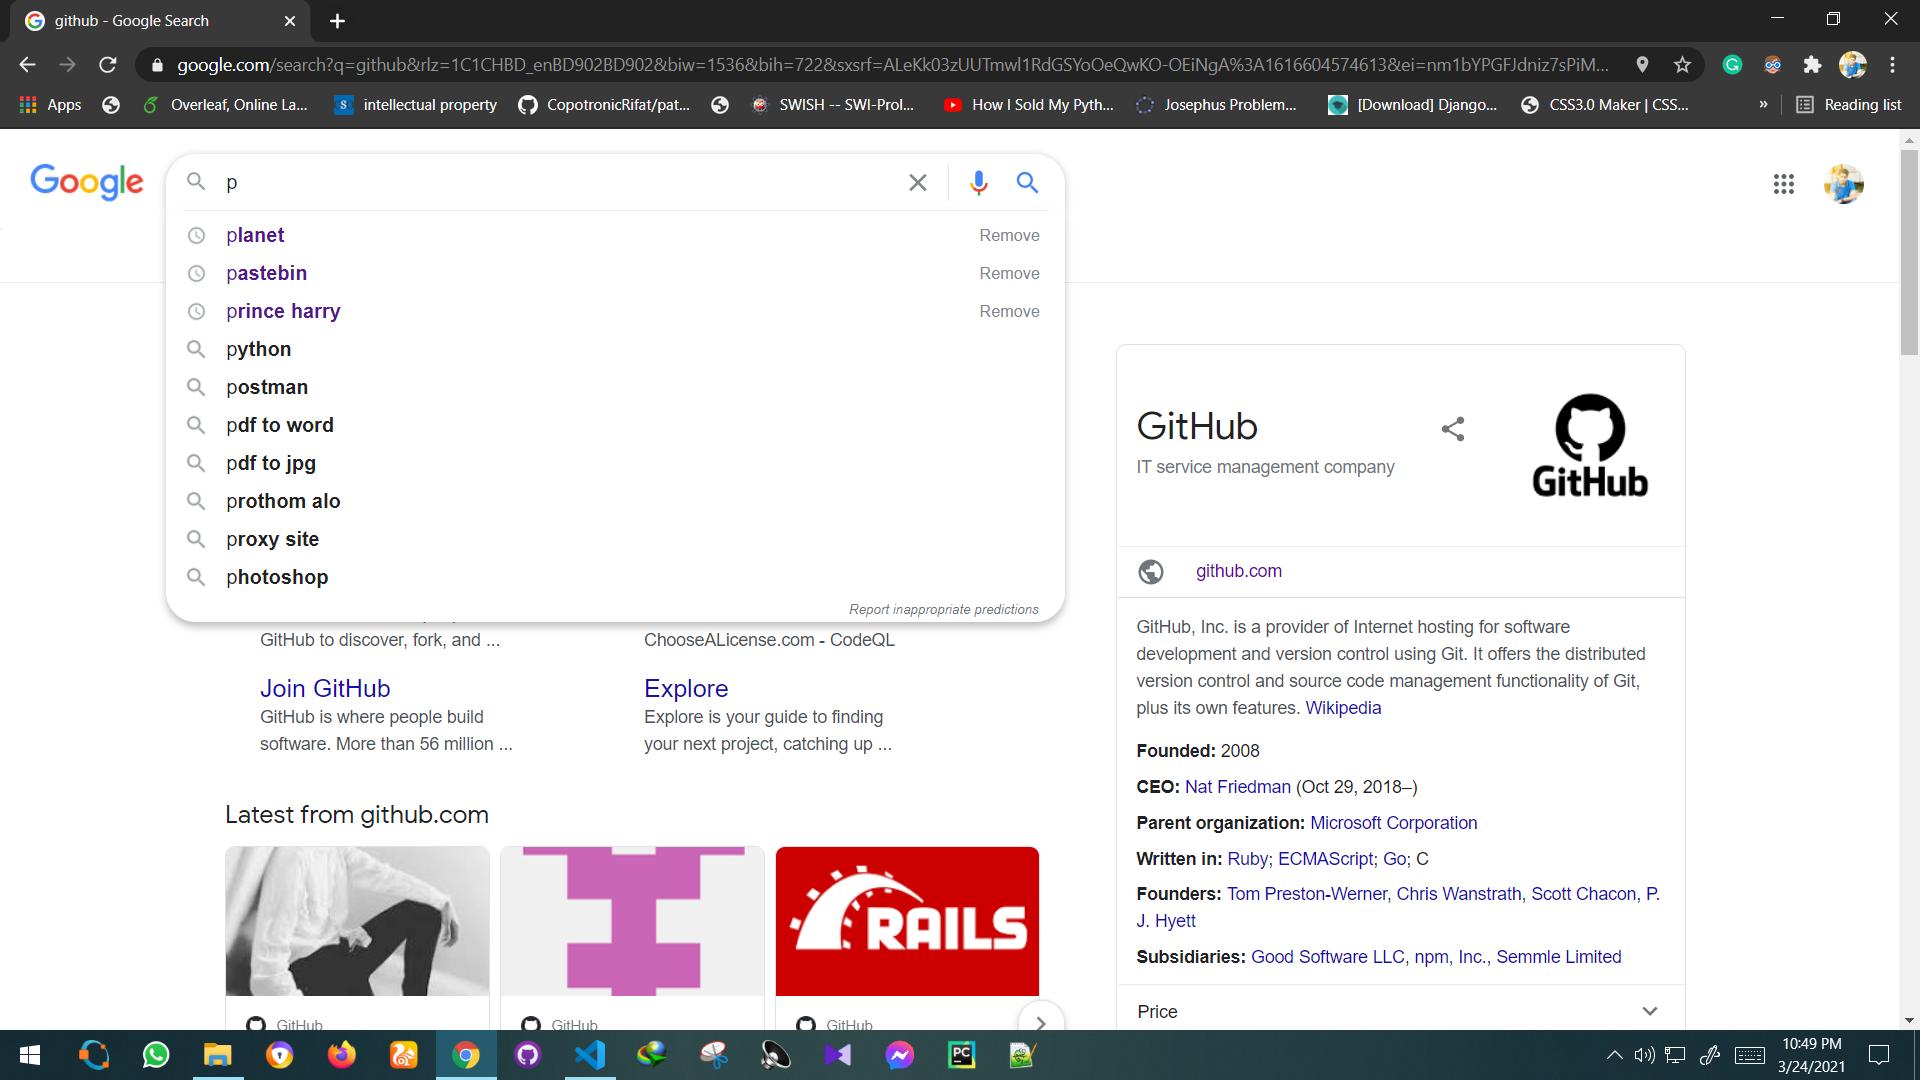 github - Google Search
google.com/search?q=github&rlz=1C1CHBD_enBD902BD902&biw=1536&bih=722&sxsrf=ALeKk03zUUTmwl1RdGSYoOeQwKO-OEiNgA%3A1616604574613&ei=nm1bYPGFJdniz7sPiM...
Apps Overleaf, Online La... intellectual property CopotronicRifat/pat... SWISH -- SWI-Prol... How I Sold My Pyth... Josephus Problem... [Download] Django... CSS3.0 Maker | CSS... » Reading list
Google
p
planet Remove
pastebin Remove
prince harry Remove
python
postman
pdf to word
pdf to jpg
prothom alo
proxy site
photoshop
Report inappropriate predictions
GitHub to discover, fork, and ...
ChooseALicense.com - CodeQL
Join GitHub
GitHub is where people build
software. More than 56 million ...
Explore
Explore is your guide to finding
your next project, catching up ...
Latest from github.com
RAILS
GitHub GitHub GitHub
GitHub
IT service management company
GitHub
github.com
GitHub, Inc. is a provider of Internet hosting for software
development and version control using Git. It offers the distributed
version control and source code management functionality of Git,
plus its own features. Wikipedia
Founded: 2008
CEO: Nat Friedman (Oct 29, 2018–)
Parent organization: Microsoft Corporation
Written in: Ruby; ECMAScript; Go; C
Founders: Tom Preston-Werner, Chris Wanstrath, Scott Chacon, P.
J. Hyett
Subsidiaries: Good Software LLC, npm, Inc., Semmle Limited
Price
PC
10:49 PM
3/24/2021